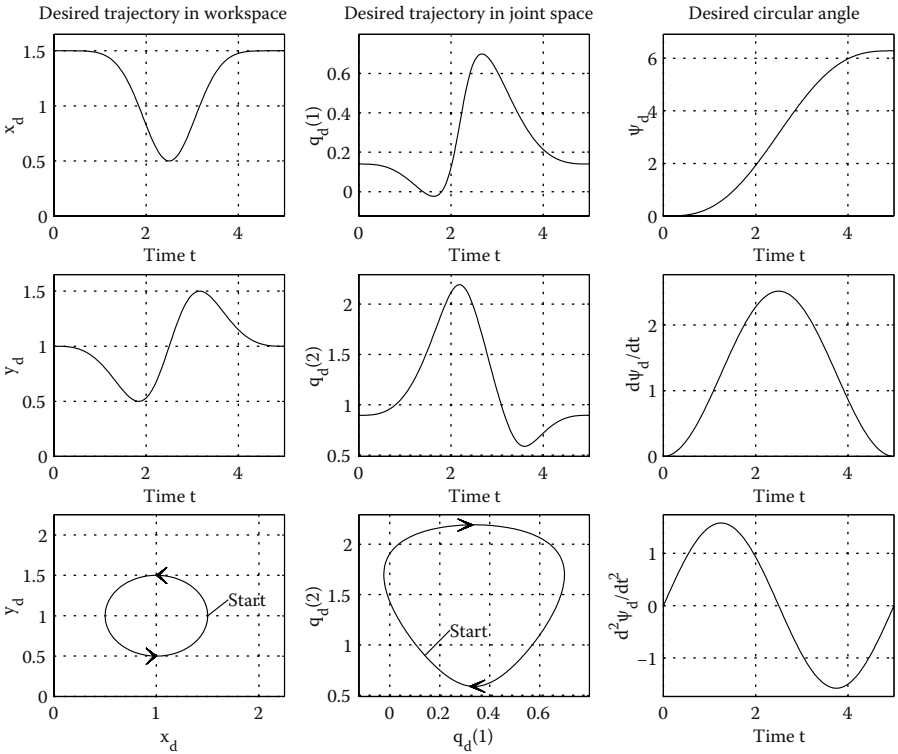 Desired trajectory in workspace
Desired trajectory in joint space
Desired circular angle
x_d
1.5
1
0.5
0
0
2
4
Time t
q_d(1)
0.6
0.4
0.2
0
0
2
4
Time t
ψ_d
6
4
2
0
0
2
4
Time t
y_d
1.5
1
0.5
0
0
2
4
Time t
q_d(2)
2
1.5
1
0.5
0
2
4
Time t
dψ_d/dt
2
1
0
0
2
4
Time t
y_d
2
1.5
1
0.5
0
Start
0
1
2
x_d
q_d(2)
2
1.5
1
0.5
Start
0
0.2
0.4
0.6
q_d(1)
d²ψ_d/dt²
1
0
−1
0
2
4
Time t